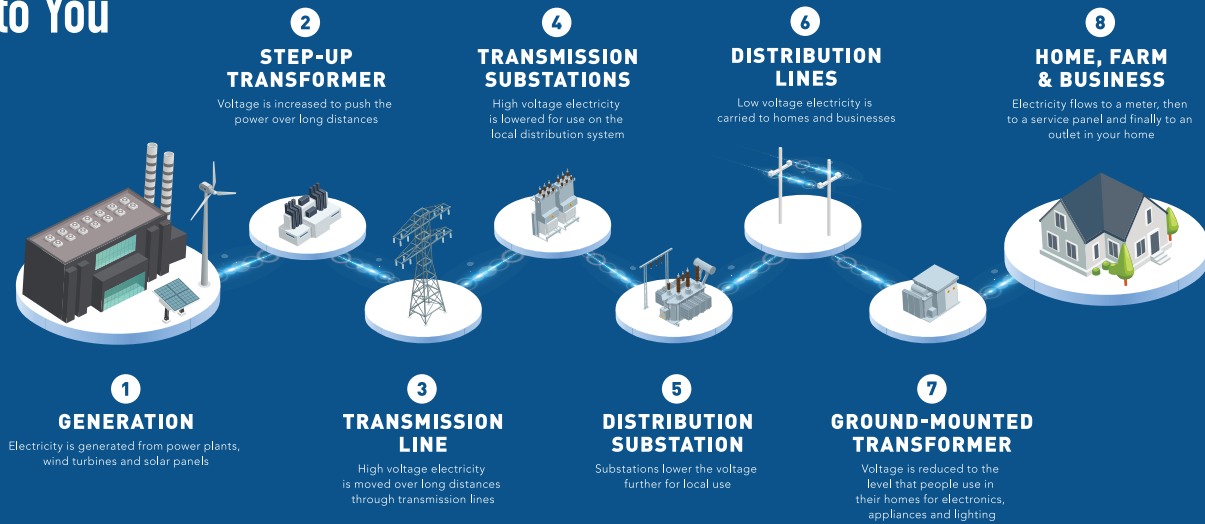 to You
1
GENERATION
Electricity is generated from power plants,
wind turbines and solar panels
2
STEP-UP
TRANSFORMER
Voltage is increased to push the
power over long distances
3
TRANSMISSION
LINE
High voltage electricity
is moved over long distances
through transmission lines
4
TRANSMISSION
SUBSTATIONS
High voltage electricity
is lowered for use on the
local distribution system
5
DISTRIBUTION
SUBSTATION
Substations lower the voltage
further for local use
6
DISTRIBUTION
LINES
Low voltage electricity is
carried to homes and businesses
7
GROUND-MOUNTED
TRANSFORMER
Voltage is reduced to the
level that people use in
their homes for electronics,
appliances and lighting
8
HOME, FARM
& BUSINESS
Electricity flows to a meter, then
to a service panel and finally to an
outlet in your home